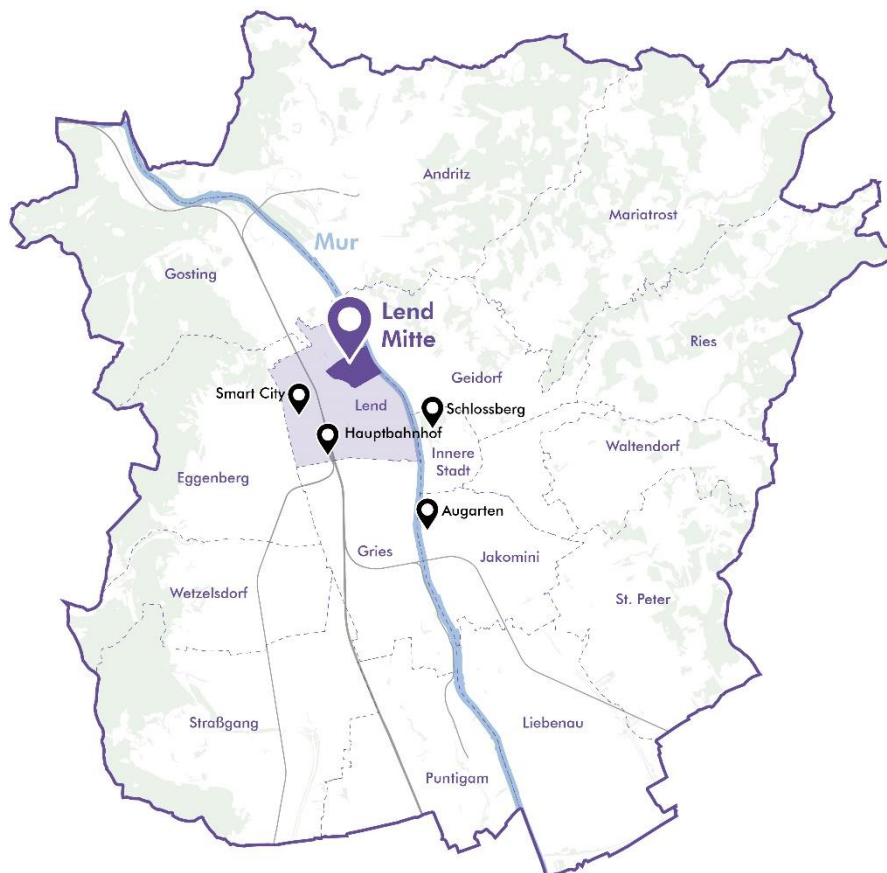 Andritz
Mariatrost
Mur
Gosting
Lend
Mitte
Ries
Geidorf
Smart City
Lend
Schlossberg
Hauptbahnhof
Waltendorf
Innere
Stadt
Eggenberg
Augarten
Gries
Jakomini
Wetzelsdorf
St. Peter
Straßgang
Liebenau
Puntigam